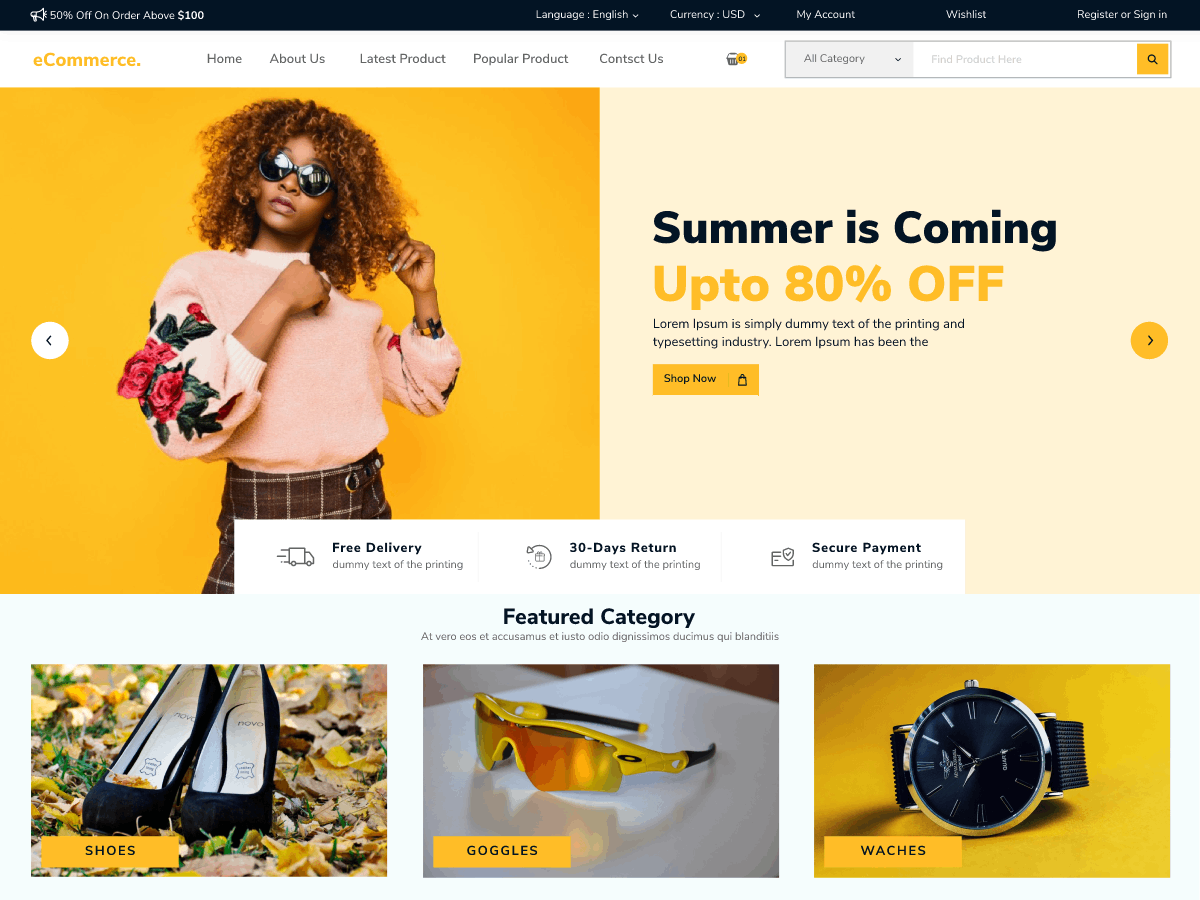 50% Off On Order Above $100
Language : English
Currency : USD
My Account
Wishlist
Register or Sign in
eCommerce.
Home
About Us
Latest Product
Popular Product
Contsct Us
01
All Category
Find Product Here
Summer is Coming
Upto 80% OFF
Lorem Ipsum is simply dummy text of the printing and
typesetting industry. Lorem Ipsum has been the
Shop Now
Free Delivery
dummy text of the printing
30-Days Return
dummy text of the printing
Secure Payment
dummy text of the printing
Featured Category
At vero eos et accusamus et iusto odio dignissimos ducimus qui blanditiis
novo
novo
SHOES
GOGGLES
WACHES